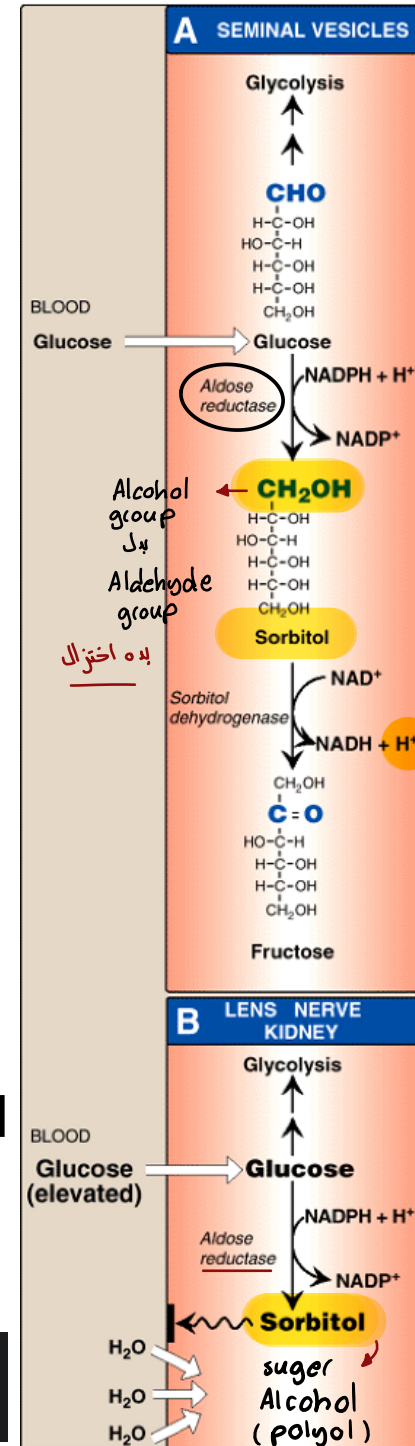 A SEMINAL VESICLES
Glycolysis
CHO
H-C-OH
HO-C-H
H-C-OH
H-C-OH
CH₂OH
BLOOD
Glucose
Glucose
Aldose
reductase
NADPH + H⁺
NADP⁺
Alcohol
group
بدل
Aldehyde
group
بده اختزال
CH₂OH
H-C-OH
HO-C-H
H-C-OH
H-C-OH
CH₂OH
Sorbitol
Sorbitol
dehydrogenase
NAD⁺
NADH + H⁺
CH₂OH
C=O
HO-C-H
H-C-OH
H-C-OH
CH₂OH
Fructose
B LENS NERVE
KIDNEY
Glycolysis
BLOOD
Glucose
(elevated)
Glucose
Aldose
reductase
NADPH + H⁺
NADP⁺
Sorbitol
H₂O
H₂O
H₂O
suger
Alcohol
(polyol)